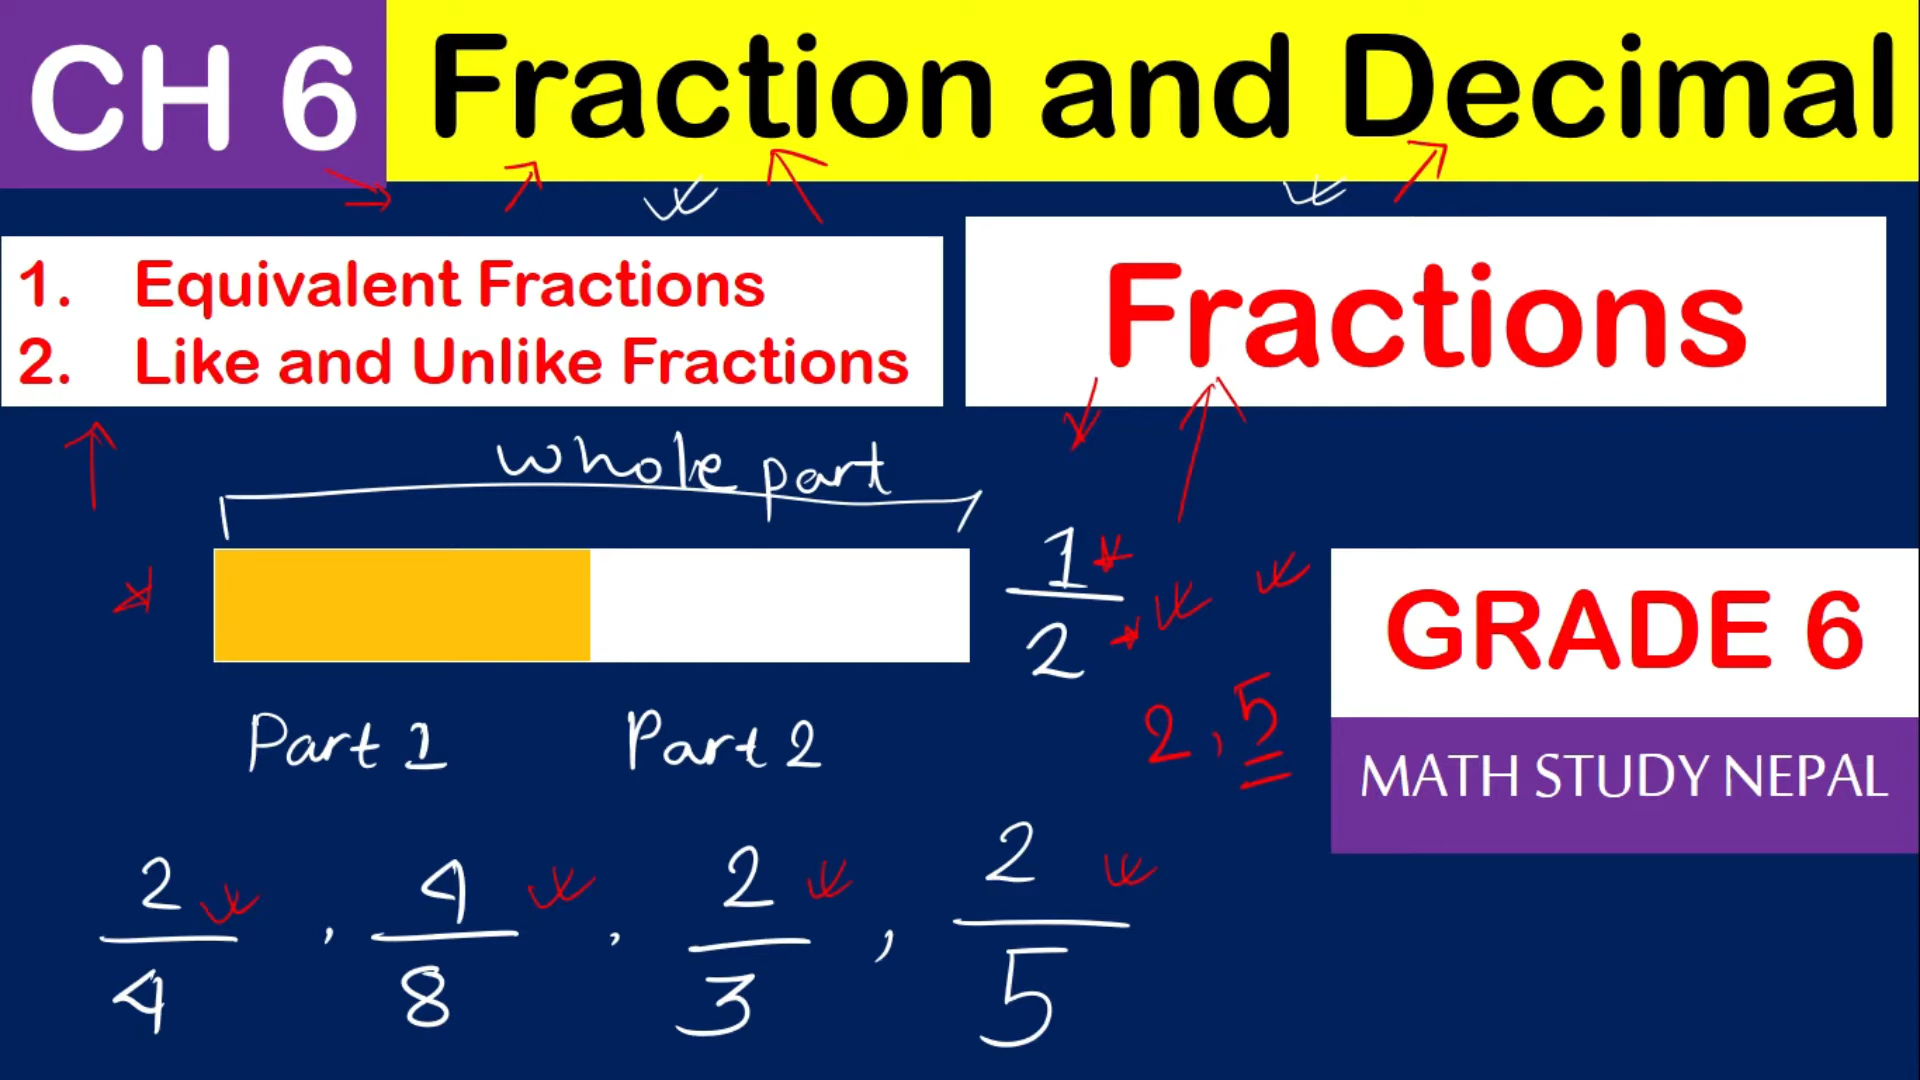 CH 6 Fraction and Decimal
1. Equivalent Fractions
2. Like and Unlike Fractions
Fractions
whole part
1
2
GRADE 6
2, 5
Part 1 Part 2
MATH STUDY NEPAL
2/4 , 4/8 , 2/3 , 2/5